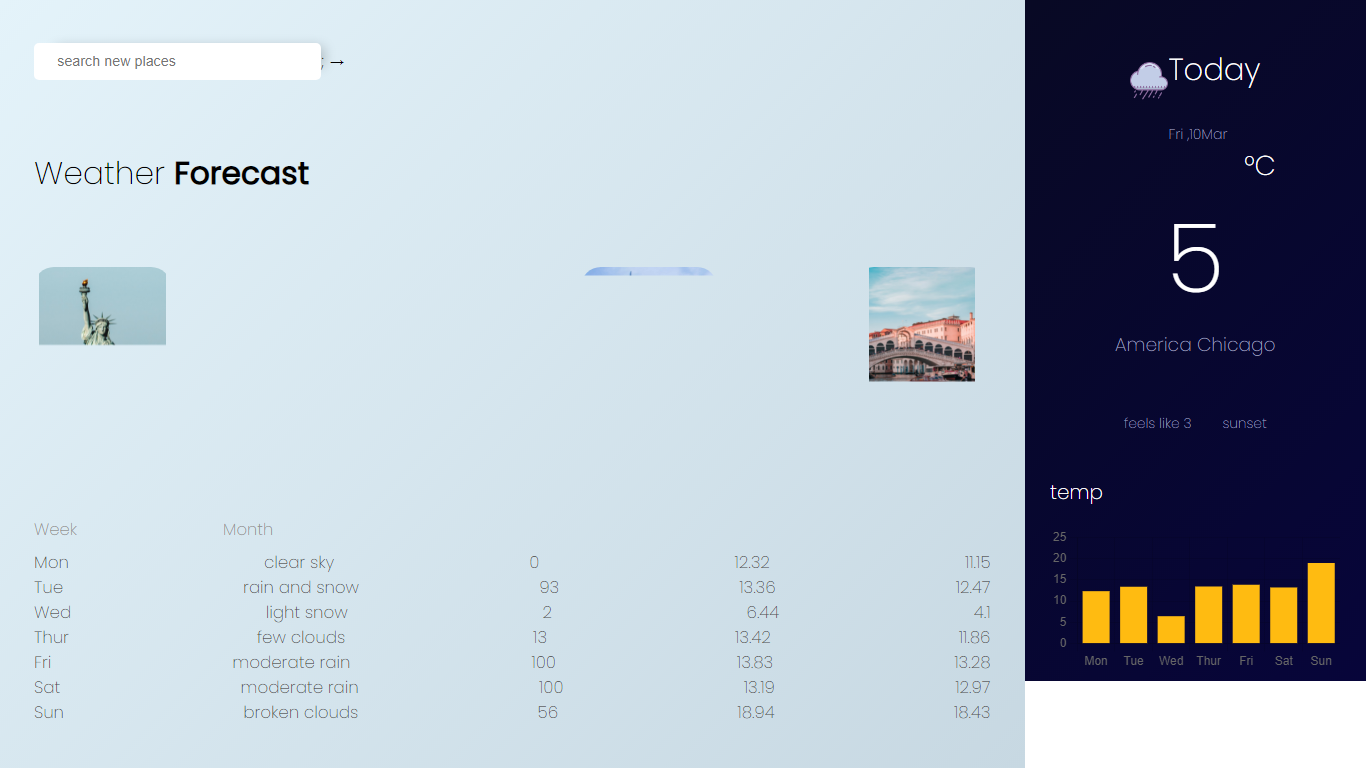 search new places
; →
Weather Forecast
Week Month
Mon clear sky 0 12.32 11.15
Tue rain and snow 93 13.36 12.47
Wed light snow 2 6.44 4.1
Thur few clouds 13 13.42 11.86
Fri moderate rain 100 13.83 13.28
Sat moderate rain 100 13.19 12.97
Sun broken clouds 56 18.94 18.43
Today
Fri ,10Mar
°C
5
America Chicago
feels like 3 sunset
temp
25
20
15
10
5
0
Mon Tue Wed Thur Fri Sat Sun